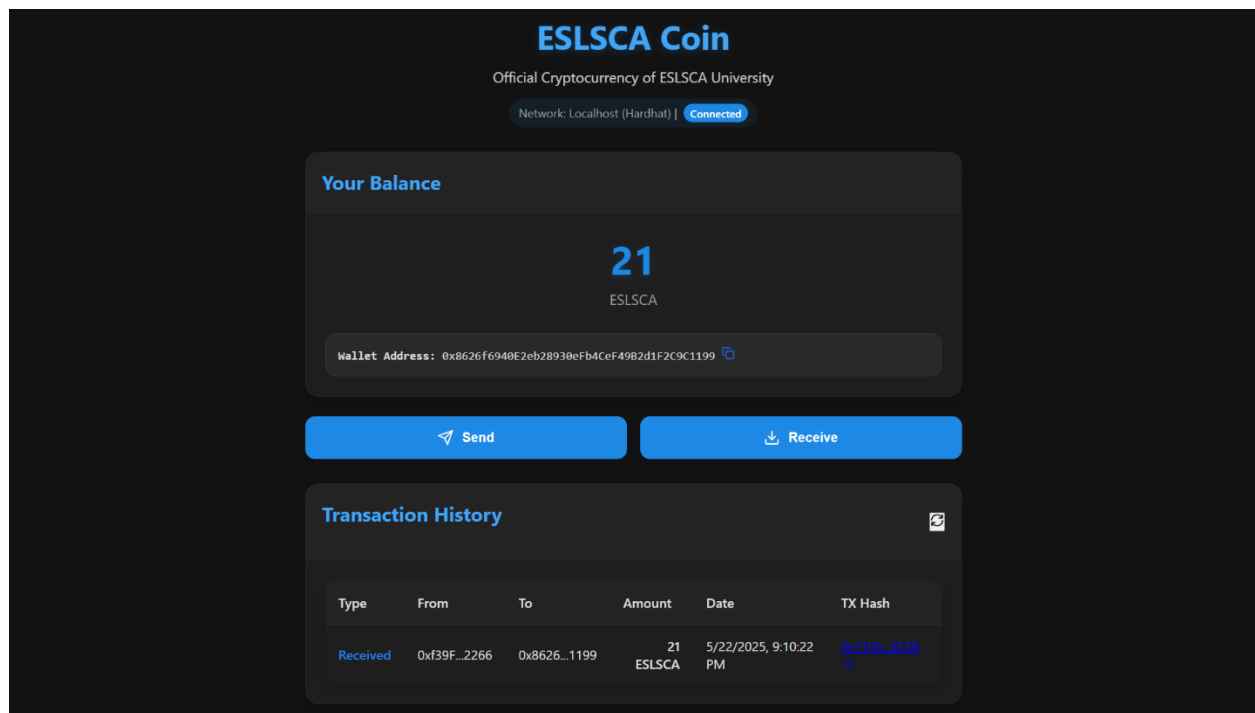 ESLSCA Coin
Official Cryptocurrency of ESLSCA University
Network: Localhost (Hardhat) | Connected
Your Balance
21
ESLSCA
Wallet Address: 0x8626f6940E2eb28930eFb4CeF49B2d1F2C9C1199
Send
Receive
Transaction History
Type From To Amount Date TX Hash
Received 0xf39F...2266 0x8626...1199 21 5/22/2025, 9:10:22
ESLSCA PM